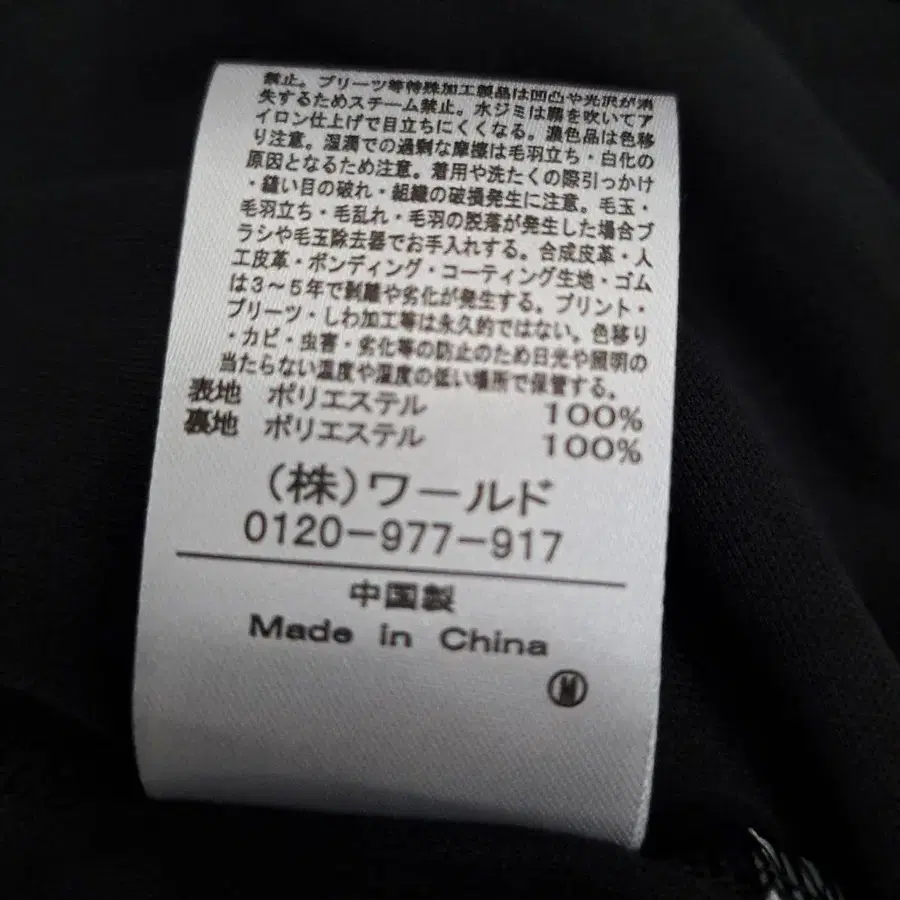 禁止。プリーツ等特殊加工製品は凹凸や光沢が消
失するためスチーム禁止。水ジミは霧を吹いてア
イロン仕上げで目立ちにくくなる。濃色品は色移
り注意。湿潤での過剰な摩擦は毛羽立ち・白化の
原因となるため注意。着用や洗たくの際引っかけ
・縫い目の破れ・組織の破損発生に注意。毛玉・
毛羽立ち・毛乱れ・毛羽の脱落が発生した場合ブ
ラシや毛玉除去器でお手入れする。合成皮革・人
工皮革・ボンディング・コーティング生地・ゴム
は3～5年で剥離や劣化が発生する。プリント・
プリーツ・しわ加工等は永久的ではない。色移り
・カビ・虫害・劣化等の防止のため日光や照明の
当たらない温度や湿度の低い場所で保管する。
表地 ポリエステル 100%
裏地 ポリエステル 100%
(株)ワールド
0120-977-917
中国製
Made in China
M